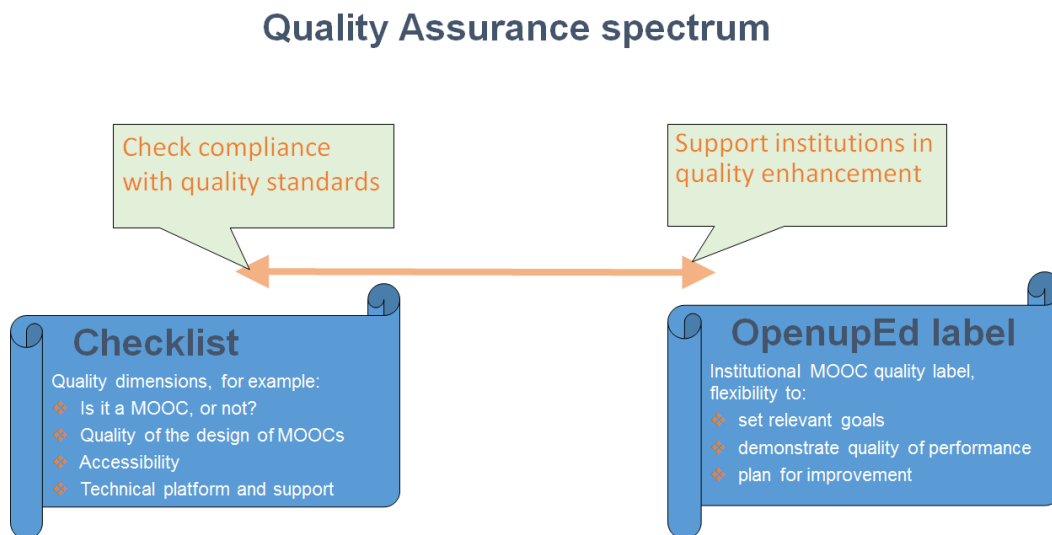 Quality Assurance spectrum
Check compliance
with quality standards
Support institutions in
quality enhancement
Checklist
Quality dimensions, for example:
Is it a MOOC, or not?
Quality of the design of MOOCs
Accessibility
Technical platform and support
OpenupEd label
Institutional MOOC quality label,
flexibility to:
set relevant goals
demonstrate quality of performance
plan for improvement